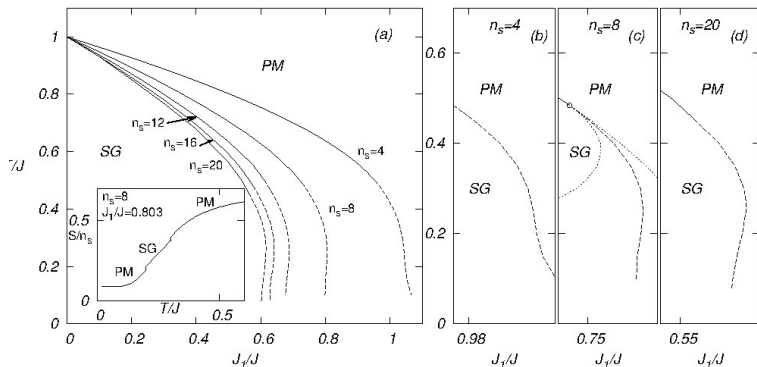 n_s=4 (b) n_s=8 (c) n_s=20 (d)
(a)
1
0.8
0.6
0.4
0.2
0
T/J
PM
SG
n_s=12
n_s=16
n_s=20
n_s=8
n_s=4
n_s=8
J_1/J=0.803
0.5
S/n_s
0
PM
SG
PM
0 0.5
T/J
0 0.2 0.4 0.6 0.8 1
J_1/J
0.6
0.4
0.2
0
PM
SG
0.98
J_1/J
PM
SG
0.75
J_1/J
PM
SG
0.55
J_1/J